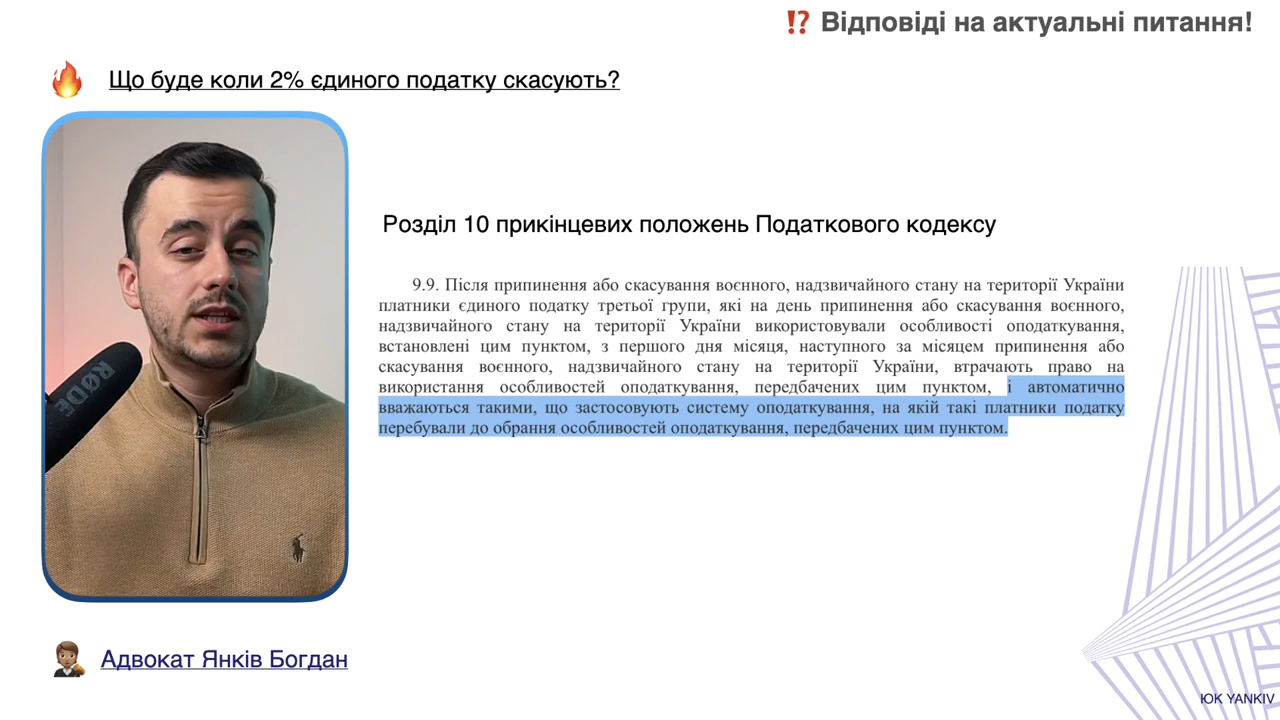 ⁉️ Відповіді на актуальні питання!
Що буде коли 2% єдиного податку скасують?
RØDE
Розділ 10 прикінцевих положень Податкового кодексу
9.9. Після припинення або скасування воєнного, надзвичайного стану на території України
платники єдиного податку третьої групи, які на день припинення або скасування воєнного,
надзвичайного стану на території України використовували особливості оподаткування,
встановлені цим пунктом, з першого дня місяця, наступного за місяцем припинення або
скасування воєнного, надзвичайного стану на території України, втрачають право на
використання особливостей оподаткування, передбачених цим пунктом, і автоматично
вважаються такими, що застосовують систему оподаткування, на якій такі платники податку
перебували до обрання особливостей оподаткування, передбачених цим пунктом.
Адвокат Янків Богдан
ЮК YANKIV